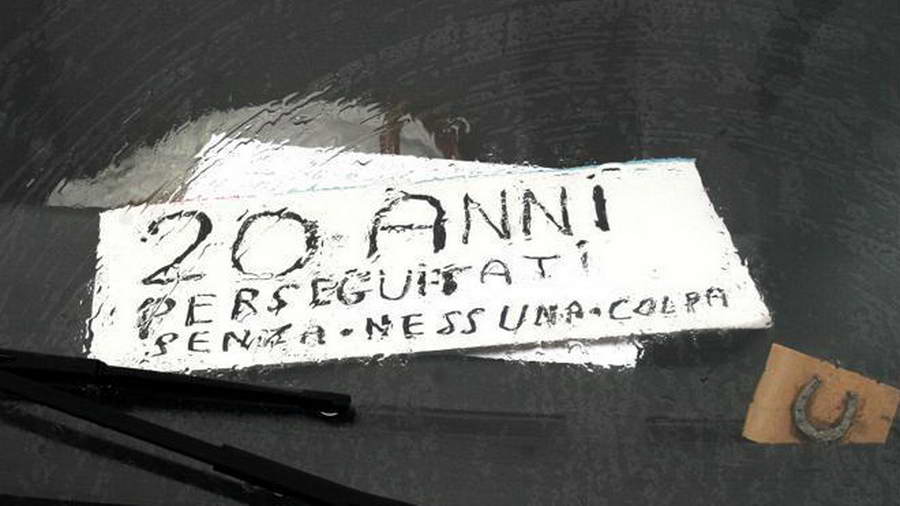 20 ANNI
PERSEGUITATI
SENZA·NESSUNA·COLPA